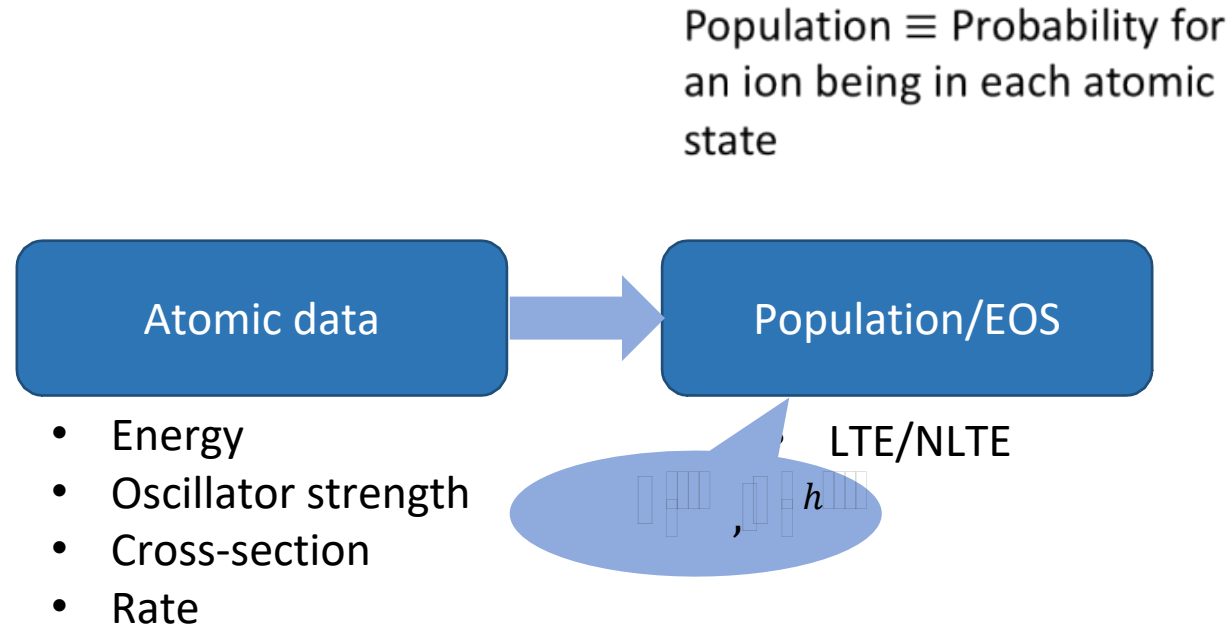 Population ≡ Probability for
an ion being in each atomic
state
Atomic data
Population/EOS
• Energy
• Oscillator strength
• Cross-section
• Rate
LTE/NLTE
, h